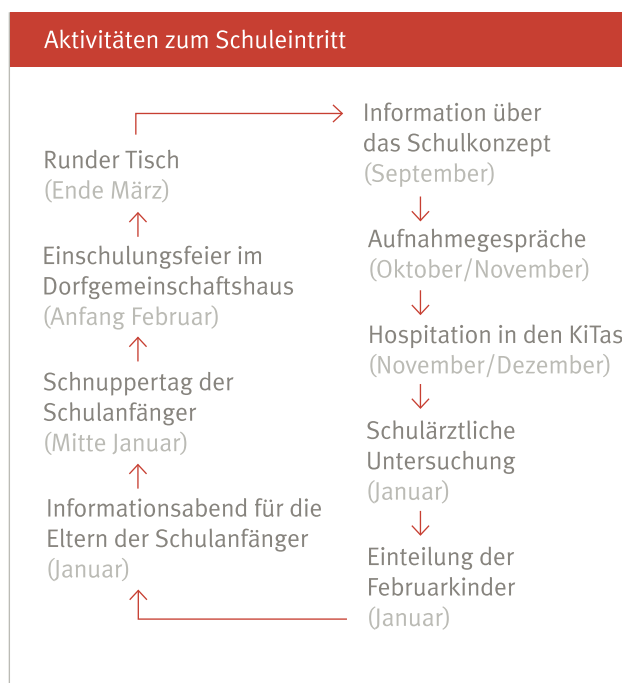 Aktivitäten zum Schuleintritt
Information über
das Schulkonzept
(September)
Aufnahmegespräche
(Oktober/November)
Hospitation in den KiTas
(November/Dezember)
Schulärztliche
Untersuchung
(Januar)
Einteilung der
Februarkinder
(Januar)
Informationsabend für die
Eltern der Schulanfänger
(Januar)
Schnuppertag der
Schulanfänger
(Mitte Januar)
Einschulungsfeier im
Dorfgemeinschaftshaus
(Anfang Februar)
Runder Tisch
(Ende März)